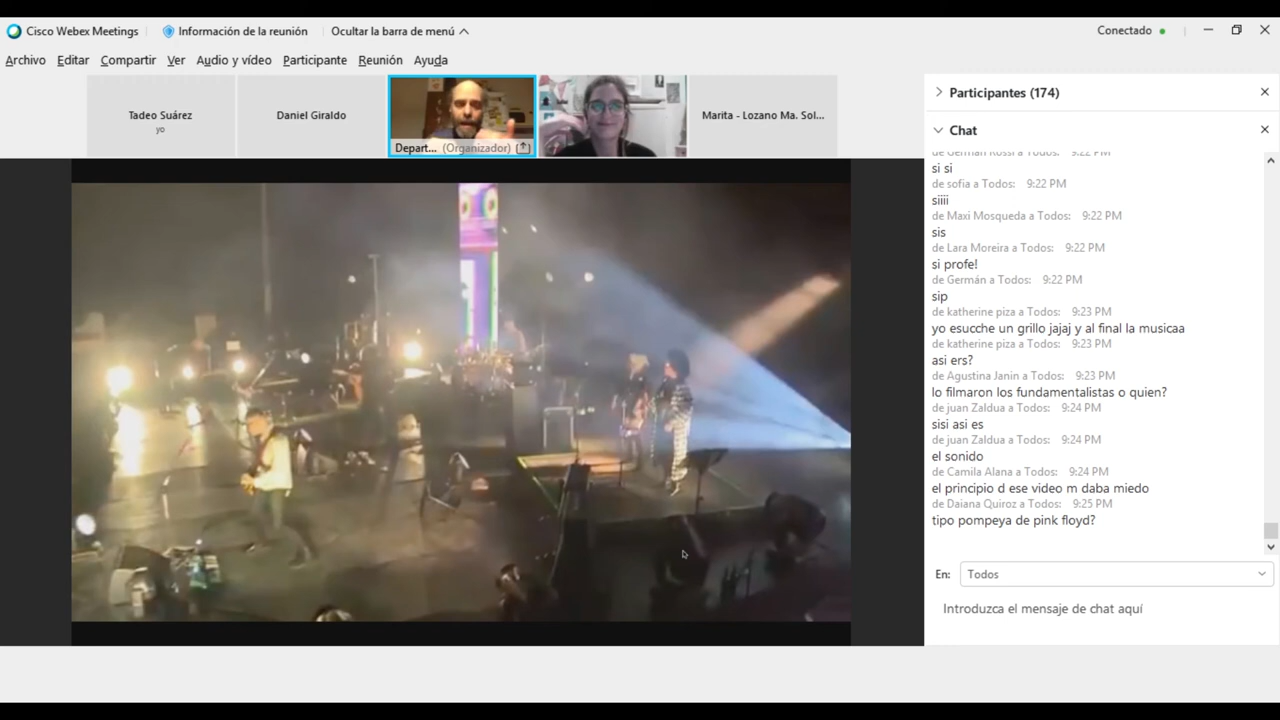 Cisco Webex Meetings
Información de la reunión
Ocultar la barra de menú
Conectado
Archivo Editar Compartir Ver Audio y vídeo Participante Reunión Ayuda
Tadeo Suárez
yo
Daniel Giraldo
Depart... (Organizador)
Marita - Lozano Ma. Sol...
Participantes (174)
Chat
de Germán Rossi a Todos: 9:22 PM
si si
de sofia a Todos: 9:22 PM
siiii
de Maxi Mosqueda a Todos: 9:22 PM
sis
de Lara Moreira a Todos: 9:22 PM
si profe!
de Germán a Todos: 9:22 PM
sip
de katherine piza a Todos: 9:23 PM
yo esucche un grillo jajaj y al final la musicaa
de katherine piza a Todos: 9:23 PM
asi ers?
de Agustina Janin a Todos: 9:23 PM
lo filmaron los fundamentalistas o quien?
de juan Zaldua a Todos: 9:24 PM
sisi asi es
de juan Zaldua a Todos: 9:24 PM
el sonido
de Camila Alana a Todos: 9:24 PM
el principio d ese video m daba miedo
de Daiana Quiroz a Todos: 9:25 PM
tipo pompeya de pink floyd?
En: Todos
Introduzca el mensaje de chat aquí